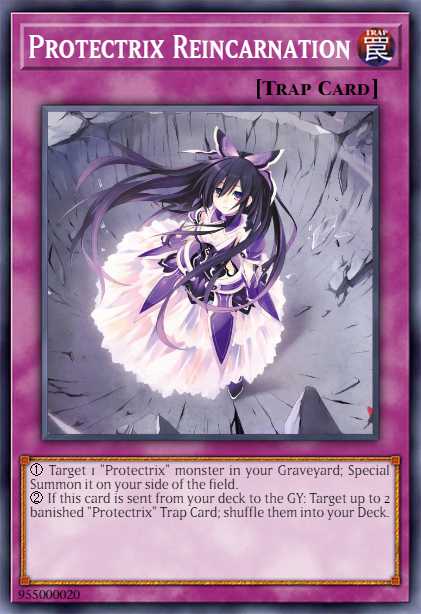 Protectrix Reincarnation
TRAP
罠
[Trap Card]
① Target 1 "Protectrix" monster in your Graveyard; Special
Summon it on your side of the field.
② If this card is sent from your deck to the GY: Target up to 2
banished "Protectrix" Trap Card; shuffle them into your Deck.
955000020